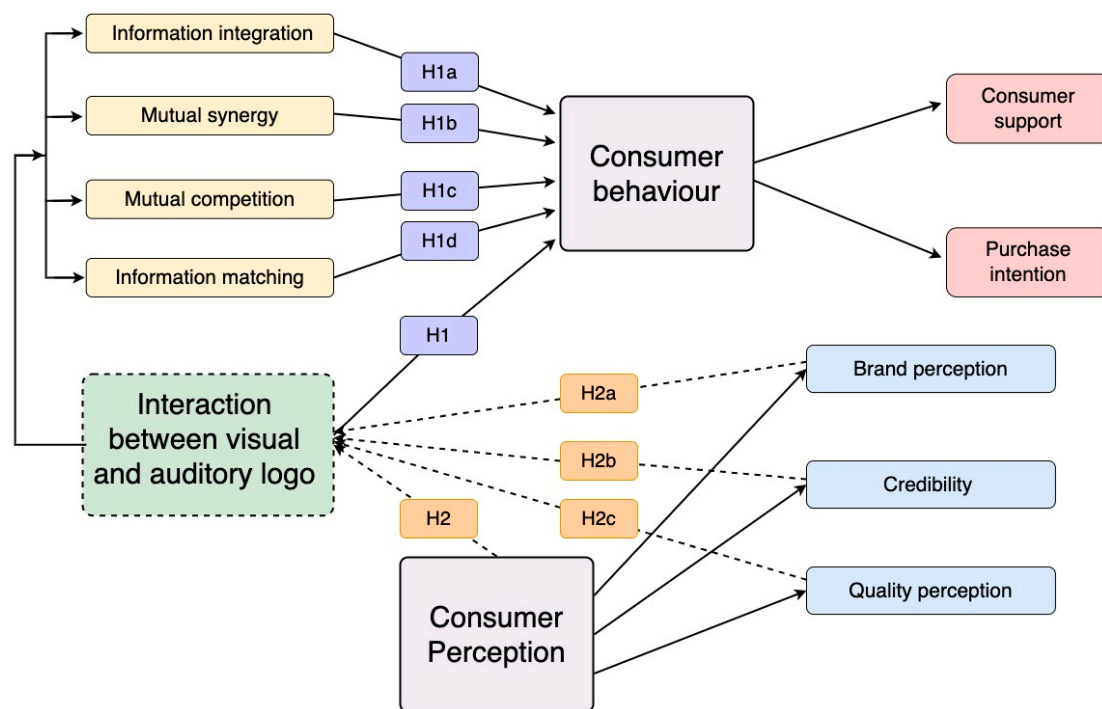 Information integration
H1a
Mutual synergy
H1b
Mutual competition
H1c
H1d
Information matching
H1
Consumer
behaviour
Consumer
support
Purchase
intention
Interaction
between visual
and auditory logo
H2a
H2b
H2c
H2
Brand perception
Credibility
Quality perception
Consumer
Perception